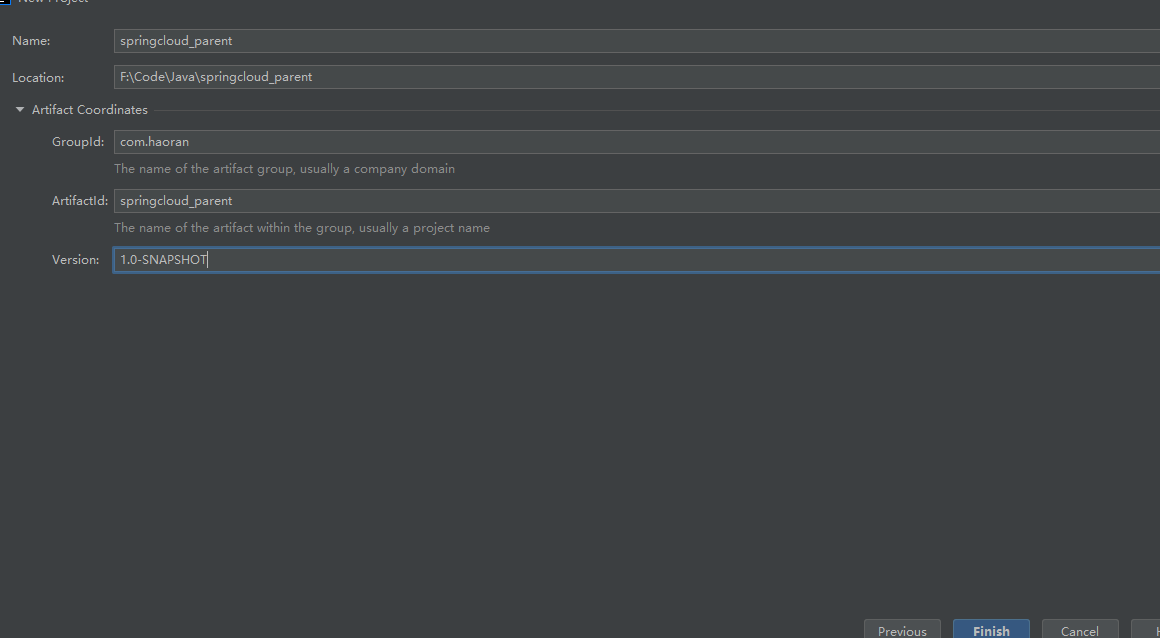 New Project
Name: springcloud_parent
Location: F:\Code\Java\springcloud_parent
Artifact Coordinates
GroupId: com.haoran
The name of the artifact group, usually a company domain
ArtifactId: springcloud_parent
The name of the artifact within the group, usually a project name
Version: 1.0-SNAPSHOT
Previous Finish Cancel